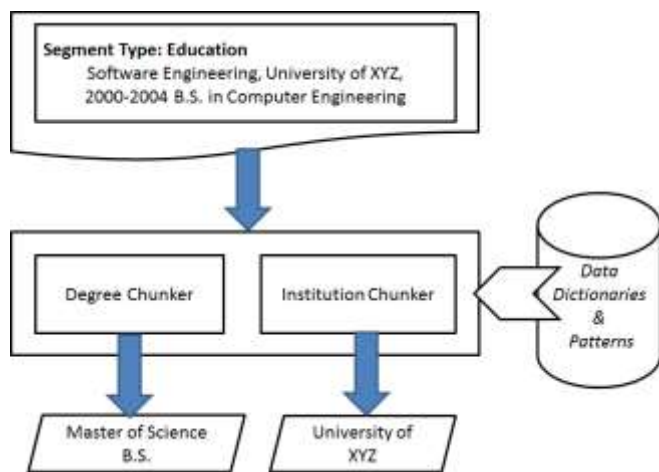 Segment Type: Education
Software Engineering, University of XYZ,
2000-2004 B.S. in Computer Engineering
Degree Chunker
Institution Chunker
Data
Dictionaries
&
Patterns
Master of Science
B.S.
University of
XYZ